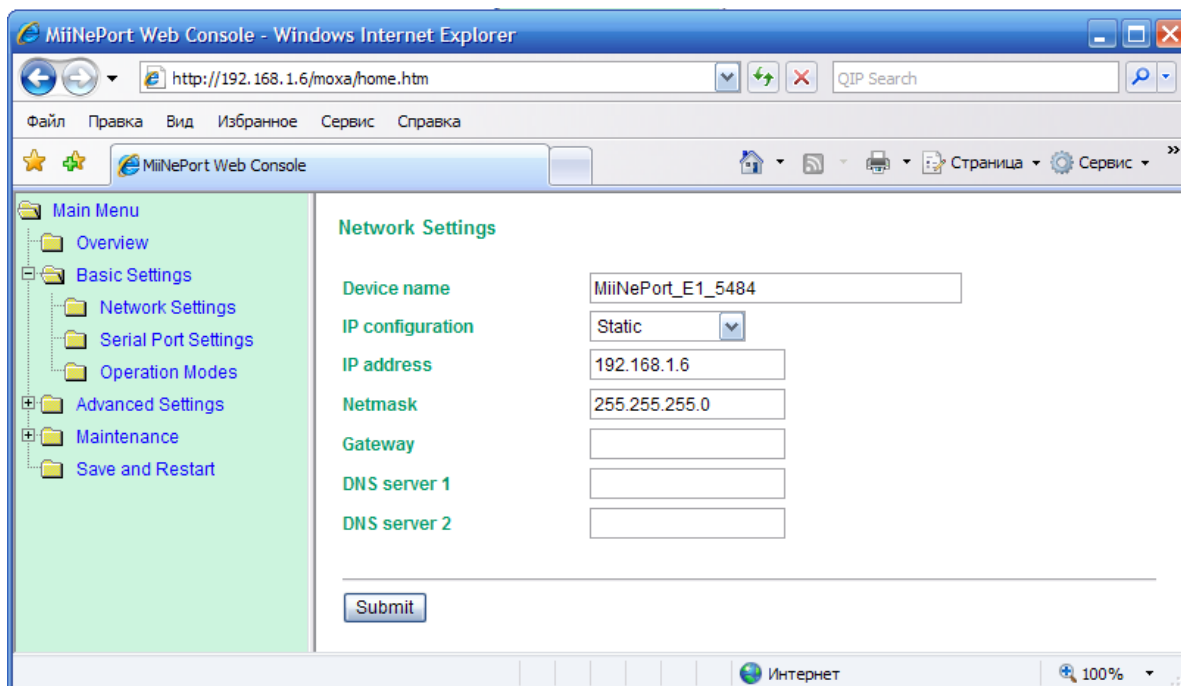 MiiNePort Web Console - Windows Internet Explorer
http://192.168.1.6/moxa/home.htm QIP Search
Файл Правка Вид Избранное Сервис Справка
MiiNePort Web Console Страница Сервис »
Main Menu
Overview
Basic Settings
Network Settings
Serial Port Settings
Operation Modes
Advanced Settings
Maintenance
Save and Restart
Network Settings
Device name MiiNePort_E1_5484
IP configuration Static
IP address 192.168.1.6
Netmask 255.255.255.0
Gateway
DNS server 1
DNS server 2
Submit
Интернет 100%